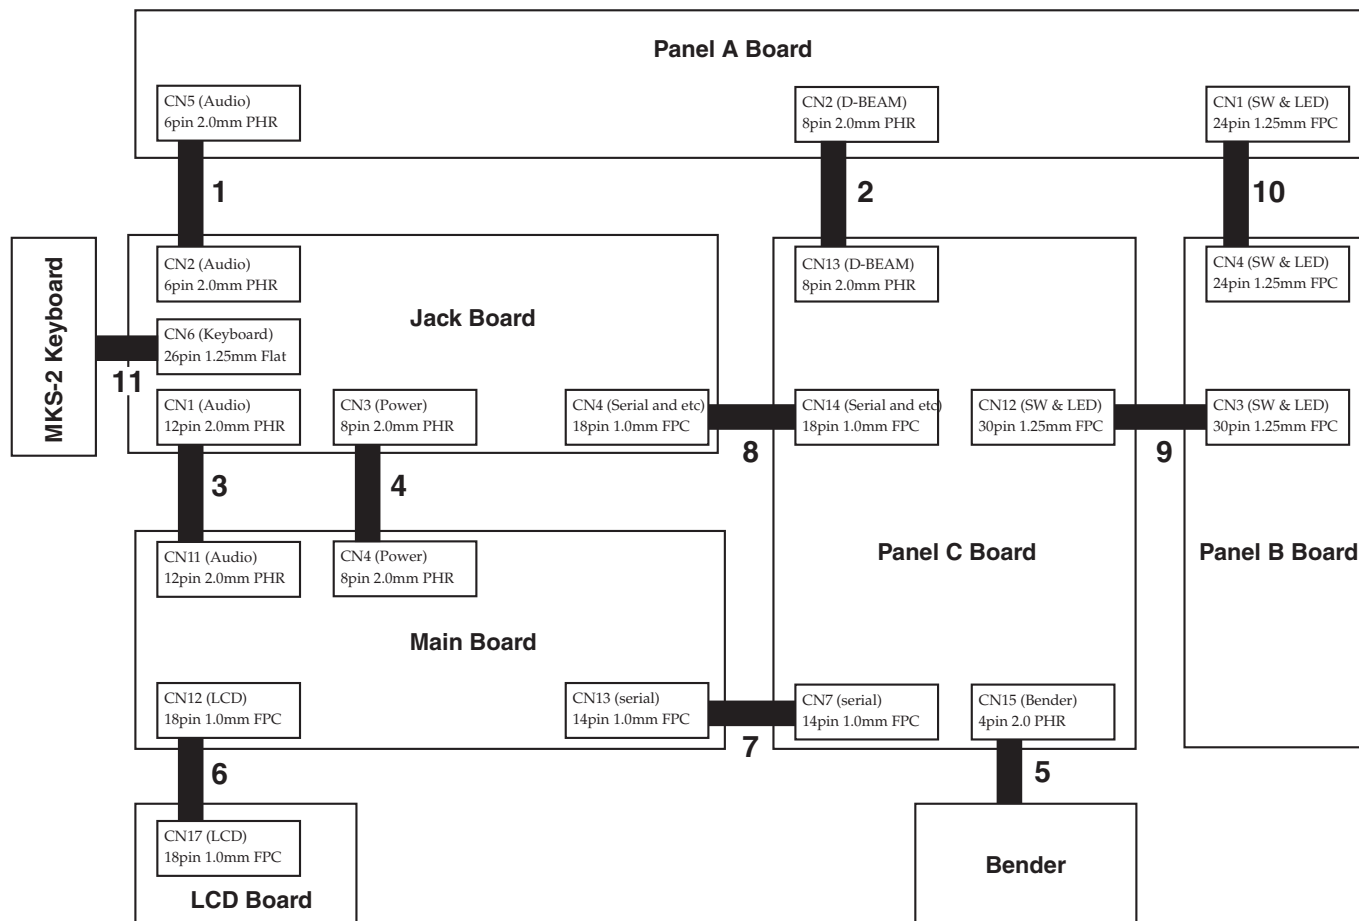 Panel A Board
CN5 (Audio)
6pin 2.0mm PHR
CN2 (D-BEAM)
8pin 2.0mm PHR
CN1 (SW & LED)
24pin 1.25mm FPC
1
2
10
MKS-2 Keyboard
CN2 (Audio)
6pin 2.0mm PHR
CN13 (D-BEAM)
8pin 2.0mm PHR
CN4 (SW & LED)
24pin 1.25mm FPC
Jack Board
CN6 (Keyboard)
26pin 1.25mm Flat
11
CN1 (Audio)
12pin 2.0mm PHR
CN3 (Power)
8pin 2.0mm PHR
CN4 (Serial and etc)
18pin 1.0mm FPC
CN14 (Serial and etc)
18pin 1.0mm FPC
CN12 (SW & LED)
30pin 1.25mm FPC
CN3 (SW & LED)
30pin 1.25mm FPC
8
9
3
4
CN11 (Audio)
12pin 2.0mm PHR
CN4 (Power)
8pin 2.0mm PHR
Panel C Board
Panel B Board
Main Board
CN12 (LCD)
18pin 1.0mm FPC
CN13 (serial)
14pin 1.0mm FPC
CN7 (serial)
14pin 1.0mm FPC
CN15 (Bender)
4pin 2.0 PHR
7
6
5
CN17 (LCD)
18pin 1.0mm FPC
LCD Board
Bender